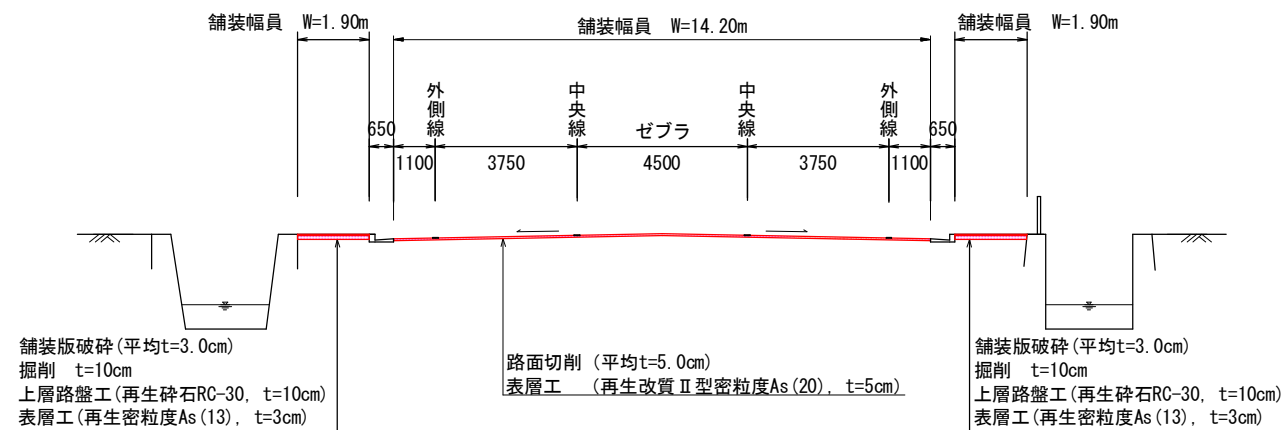 舗装幅員 W=1.90m
舗装幅員 W=14.20m
舗装幅員 W=1.90m
外側線
中央線
中央線
外側線
650
ゼブラ
650
1100
3750
4500
3750
1100
舗装版破砕(平均t=3.0cm)
掘削 t=10cm
上層路盤工(再生砕石RC-30, t=10cm)
表層工(再生密粒度As(13), t=3cm)
路面切削 (平均t=5.0cm)
表層工 (再生改質Ⅱ型密粒度As(20), t=5cm)
舗装版破砕(平均t=3.0cm)
掘削 t=10cm
上層路盤工(再生砕石RC-30, t=10cm)
表層工(再生密粒度As(13), t=3cm)